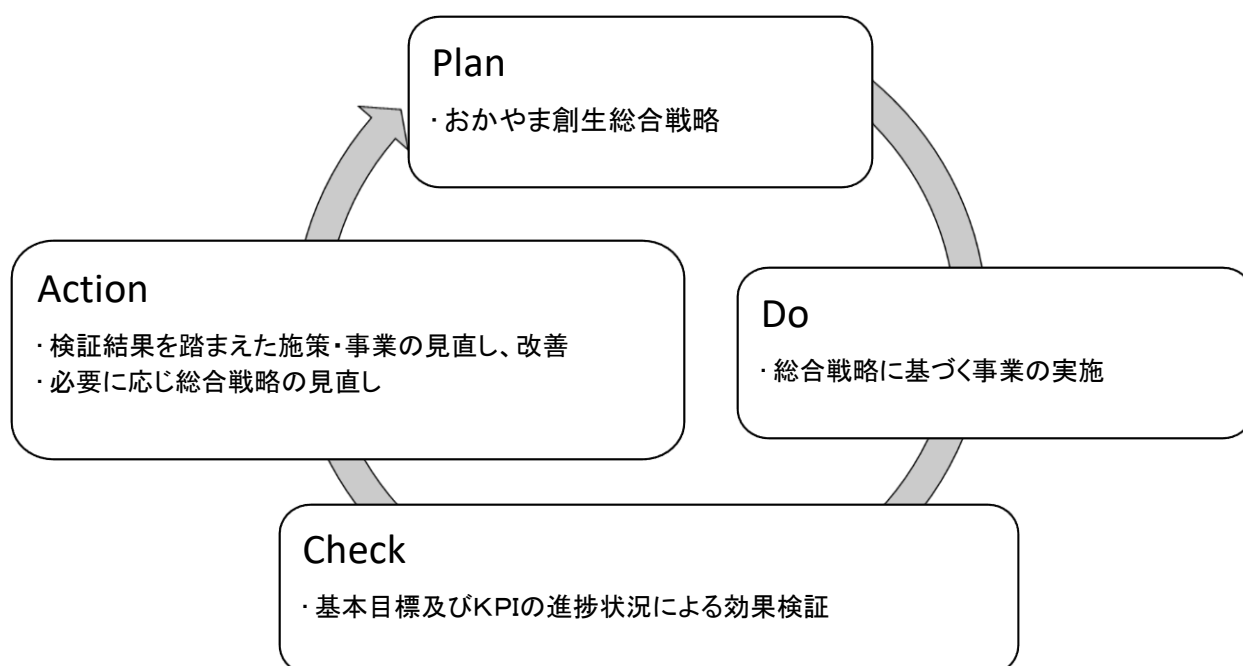 Plan
・おかやま創生総合戦略
Action
・検証結果を踏まえた施策・事業の見直し、改善
・必要に応じ総合戦略の見直し
Do
・総合戦略に基づく事業の実施
Check
・基本目標及びKPIの進捗状況による効果検証